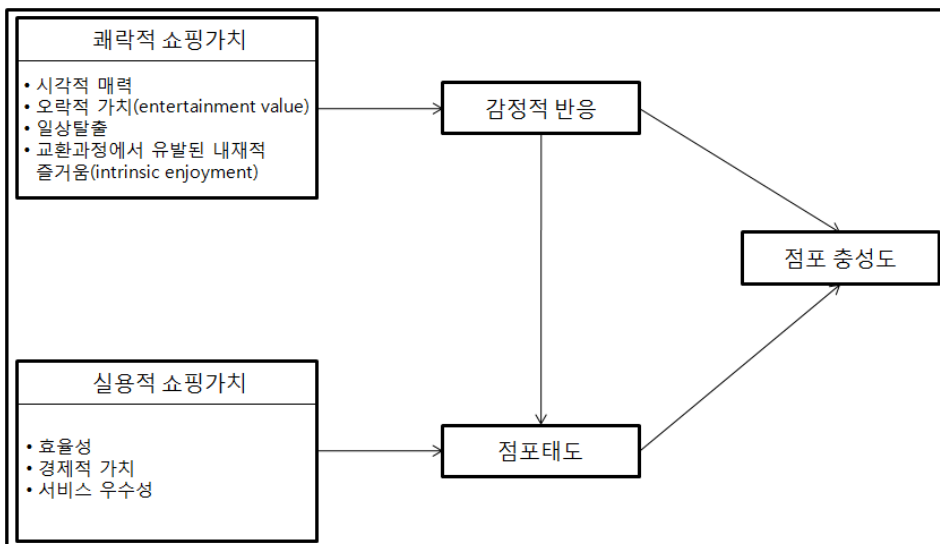 쾌락적 쇼핑가치
• 시각적 매력
• 오락적 가치(entertainment value)
• 일상탈출
• 교환과정에서 유발된 내재적
즐거움(intrinsic enjoyment)
감정적 반응
점포 충성도
실용적 쇼핑가치
• 효율성
• 경제적 가치
• 서비스 우수성
점포태도